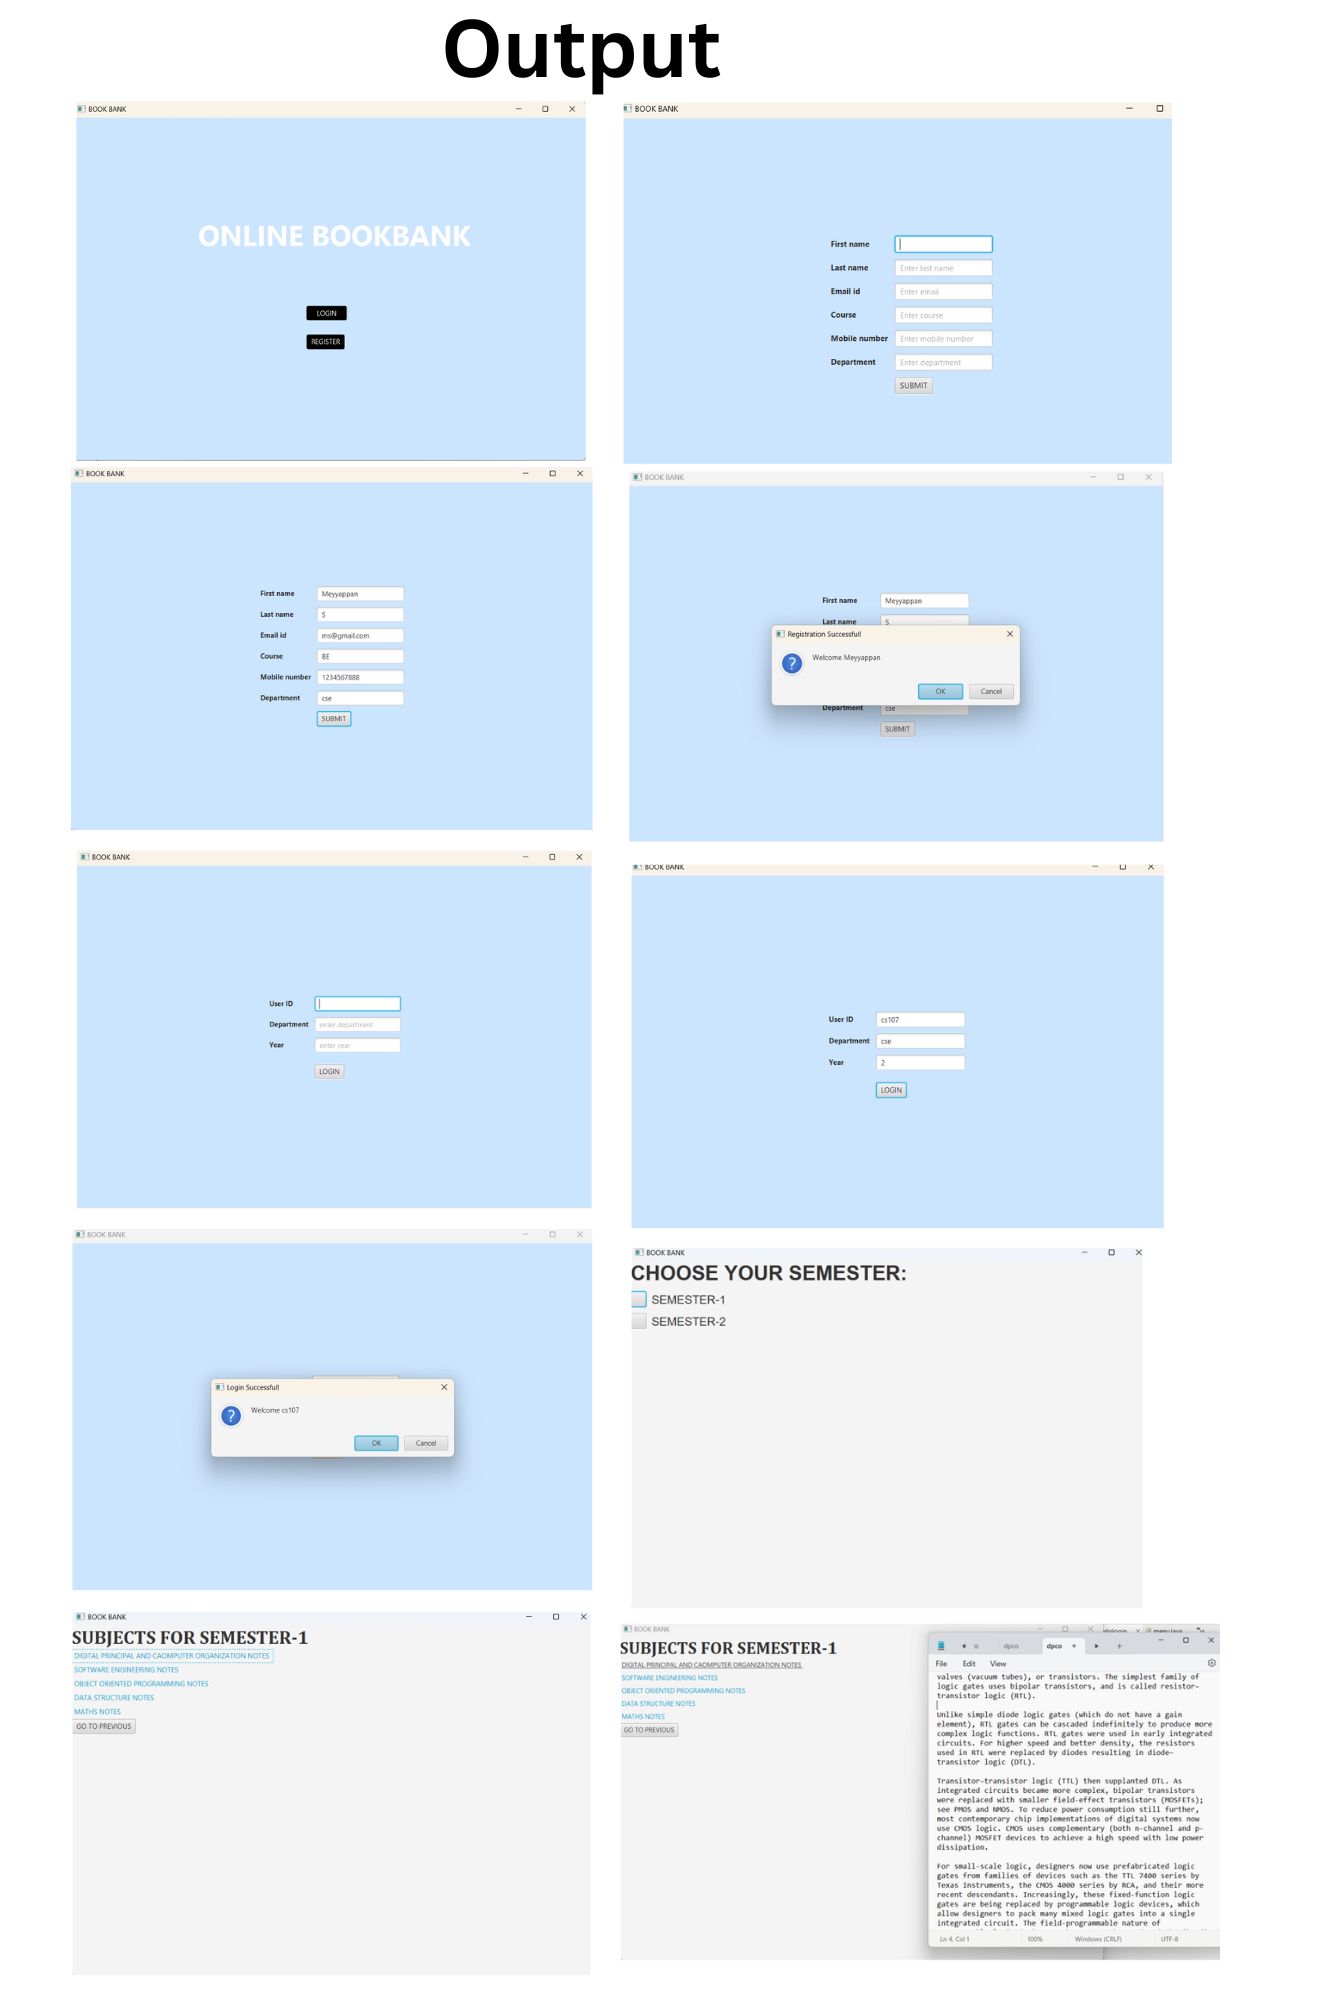 Output
BOOK BANK
ONLINE BOOKBANK
LOGIN
REGISTER
BOOK BANK
First name
Last name Enter last name
Email id Enter email
Course Enter course
Mobile number Enter mobile number
Department Enter department
SUBMIT
BOOK BANK
First name Meyyappan
Last name S
Email id ms@gmail.com
Course BE
Mobile number 1234567888
Department cse
SUBMIT
BOOK BANK
First name Meyyappan
Last name S
Registration Successfull
Welcome Meyyappan
OK Cancel
Department cse
SUBMIT
BOOK BANK
User ID
Department enter department
Year enter year
LOGIN
BOOK BANK
User ID cs107
Department cse
Year 2
LOGIN
BOOK BANK
Login Successfull
Welcome cs107
OK Cancel
BOOK BANK
CHOOSE YOUR SEMESTER:
SEMESTER-1
SEMESTER-2
BOOK BANK
SUBJECTS FOR SEMESTER-1
DIGITAL PRINCIPAL AND CAOMPUTER ORGANIZATION NOTES
SOFTWARE ENGINEERING NOTES
OBJECT ORIENTED PROGRAMMING NOTES
DATA STRUCTURE NOTES
MATHS NOTES
GO TO PREVIOUS
BOOK BANK
SUBJECTS FOR SEMESTER-1
DIGITAL PRINCIPAL AND CAOMPUTER ORGANIZATION NOTES
SOFTWARE ENGINEERING NOTES
OBJECT ORIENTED PROGRAMMING NOTES
DATA STRUCTURE NOTES
MATHS NOTES
GO TO PREVIOUS
dpco dpco
File Edit View
valves (vacuum tubes), or transistors. The simplest family of
logic gates uses bipolar transistors, and is called resistor-
transistor logic (RTL).
Unlike simple diode logic gates (which do not have a gain
element), RTL gates can be cascaded indefinitely to produce more
complex logic functions. RTL gates were used in early integrated
circuits. For higher speed and better density, the resistors
used in RTL were replaced by diodes resulting in diode-
transistor logic (DTL).
Transistor-transistor logic (TTL) then supplanted DTL. As
integrated circuits became more complex, bipolar transistors
were replaced with smaller field-effect transistors (MOSFETs);
see PMOS and NMOS. To reduce power consumption still further,
most contemporary chip implementations of digital systems now
use CMOS logic. CMOS uses complementary (both n-channel and p-
channel) MOSFET devices to achieve a high speed with low power
dissipation.
For small-scale logic, designers now use prefabricated logic
gates from families of devices such as the TTL 7400 series by
Texas Instruments, the CMOS 4000 series by RCA, and their more
recent descendants. Increasingly, these fixed-function logic
gates are being replaced by programmable logic devices, which
allow designers to pack many mixed logic gates into a single
integrated circuit. The field-programmable nature of
Ln 4, Col 1 100% Windows (CRLF) UTF-8